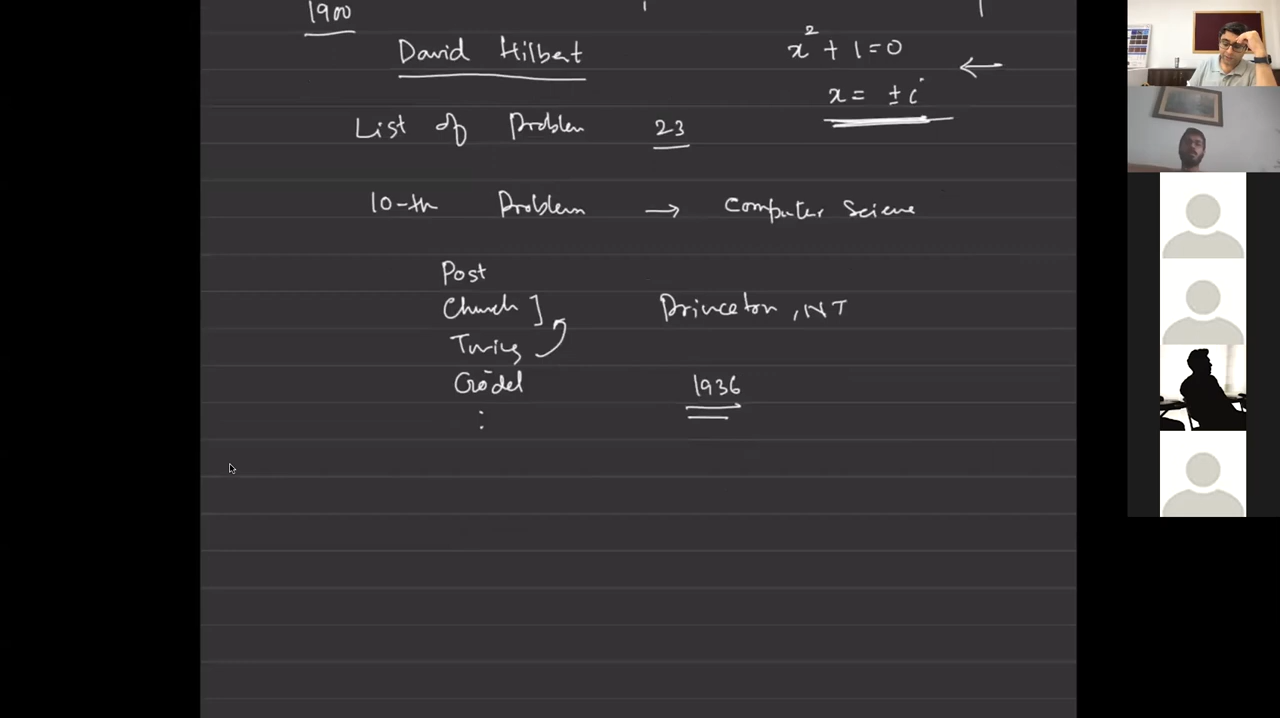 1900
David Hilbert
x² + 1 = 0
x = ± i
←
List of Problem 23
10-th Problem → Computer Science
Post
Church ]
Princeton, NJ
Turing
Gödel
1936
⋮